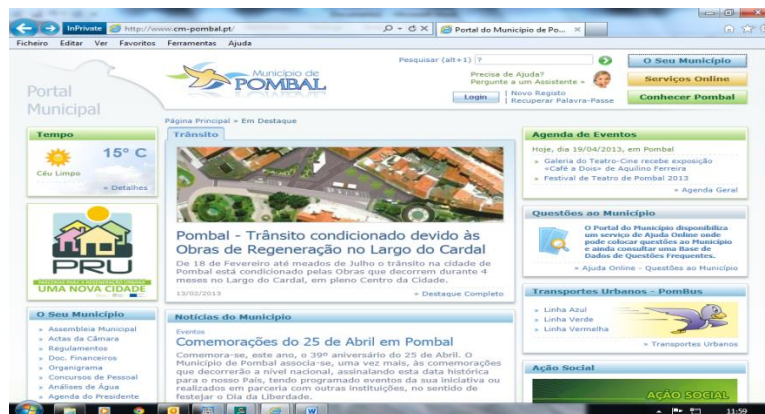 InPrivate
http://www.cm-pombal.pt/
Portal do Município de Po...
Ficheiro Editar Ver Favoritos Ferramentas Ajuda
Portal
Municipal
Município de
POMBAL
Pesquisar (alt+1) ?
Precisa de Ajuda?
Pergunte a um Assistente »
Login
Novo Registo
Recuperar Palavra-Passe
O Seu Município
Serviços Online
Conhecer Pombal
Página Principal » Em Destaque
Tempo
15º C
Céu Limpo
» Detalhes
PRU
UMA NOVA CIDADE
O Seu Município
» Assembleia Municipal
» Actas da Câmara
» Regulamentos
» Doc. Financeiros
» Organigrama
» Concursos de Pessoal
» Análises de Água
» Agenda do Presidente
Trânsito
Pombal - Trânsito condicionado devido às
Obras de Regeneração no Largo do Cardal
De 18 de Fevereiro até meados de Julho o trânsito na cidade de
Pombal está condicionado pelas Obras que decorrem durante 4
meses no Largo do Cardal, em pleno Centro da Cidade.
13/02/2013
» Destaque Completo
Notícias do Município
Eventos
Comemorações do 25 de Abril em Pombal
Comemora-se, este ano, o 39º aniversário do 25 de Abril. O
Município de Pombal associa-se, uma vez mais, às comemorações
que decorrerão a nível nacional, assinalando esta data histórica
para o nosso País, tendo programado eventos da sua iniciativa ou
realizados em parceria com outras instituições, no sentido de
festejar o Dia da Liberdade.
Agenda de Eventos
Hoje, dia 19/04/2013, em Pombal
» Galeria do Teatro-Cine recebe exposição
«Café a Dois» de Aquilino Ferreira
» Festival de Teatro de Pombal 2013
» Agenda Geral
Questões ao Município
O Portal do Município disponibiliza
um serviço de Ajuda Online onde
pode colocar questões ao Município
e ainda consultar uma Base de
Dados de Questões Frequentes.
» Ajuda Online - Questões ao Município
Transportes Urbanos - PomBus
» Linha Azul
» Linha Verde
» Linha Vermelha
» Transportes Urbanos
Ação Social
AÇÃO SOCIAL
11:59